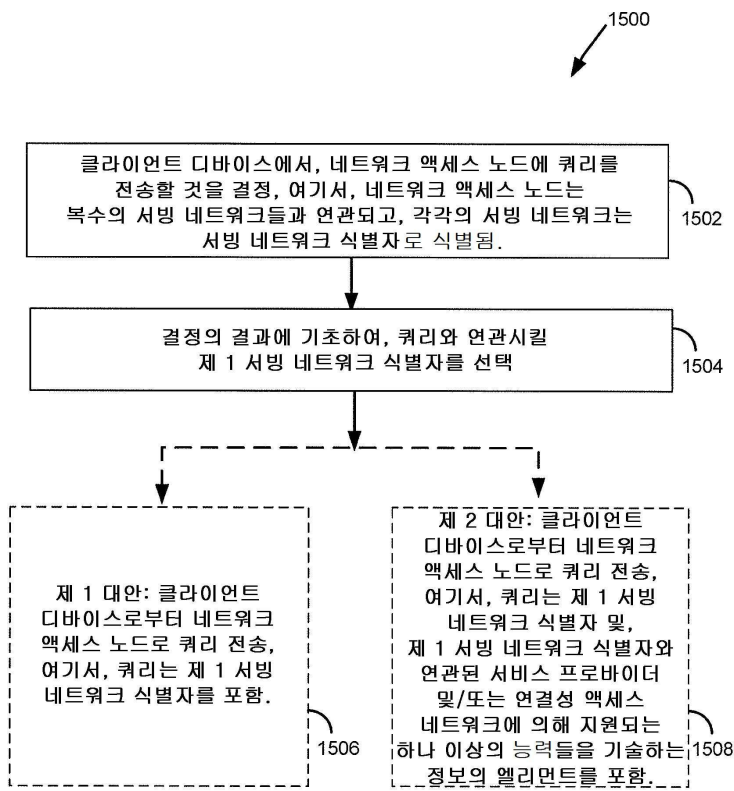 1500
클라이언트 디바이스에서, 네트워크 액세스 노드에 쿼리를
전송할 것을 결정, 여기서, 네트워크 액세스 노드는
복수의 서빙 네트워크들과 연관되고, 각각의 서빙 네트워크는
서빙 네트워크 식별자로 식별됨.
1502
결정의 결과에 기초하여, 쿼리와 연관시킬
제 1 서빙 네트워크 식별자를 선택
1504
제 1 대안: 클라이언트
디바이스로부터 네트워크
액세스 노드로 쿼리 전송,
여기서, 쿼리는 제 1 서빙
네트워크 식별자를 포함.
1506
제 2 대안: 클라이언트
디바이스로부터 네트워크
액세스 노드로 쿼리 전송,
여기서, 쿼리는 제 1 서빙
네트워크 식별자 및,
제 1 서빙 네트워크 식별자와
연관된 서비스 프로바이더
및/또는 연결성 액세스
네트워크에 의해 지원되는
하나 이상의 능력들을 기술하는
정보의 엘리먼트를 포함.
1508